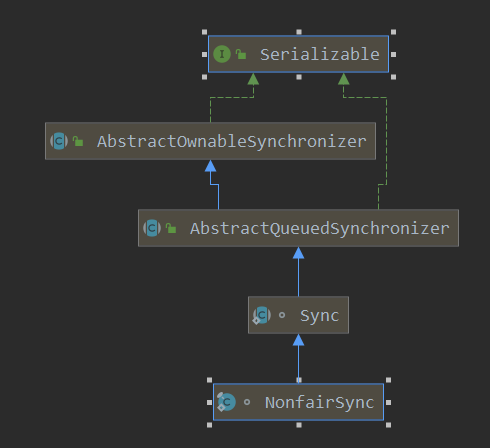 I Serializable
C AbstractOwnableSynchronizer
C AbstractQueuedSynchronizer
C Sync
C NonfairSync